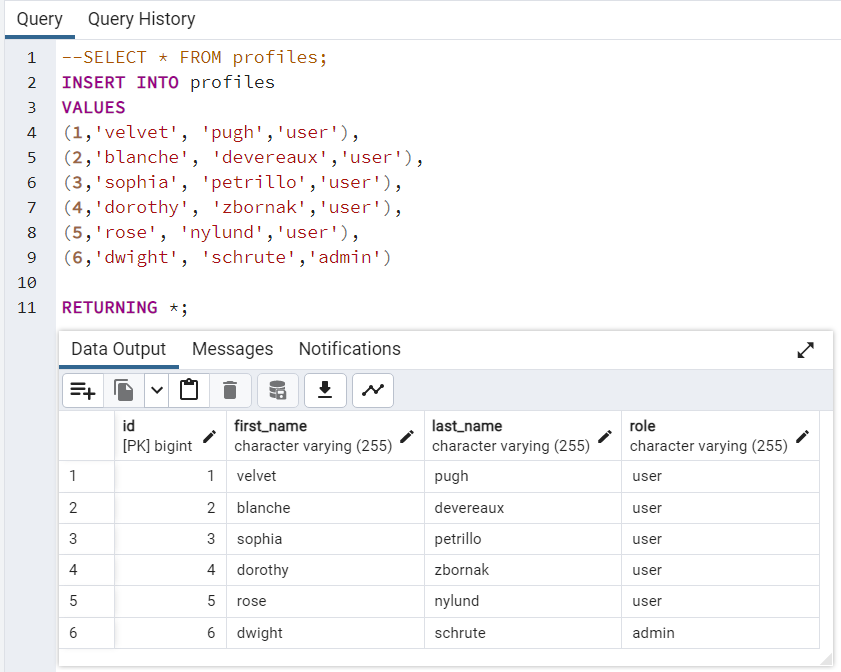 Query Query History
1 --SELECT * FROM profiles;
2 INSERT INTO profiles
3 VALUES
4 (1,'velvet', 'pugh','user'),
5 (2,'blanche', 'devereaux','user'),
6 (3,'sophia', 'petrillo','user'),
7 (4,'dorothy', 'zbornak','user'),
8 (5,'rose', 'nylund','user'),
9 (6,'dwight', 'schrute','admin')
10
11 RETURNING *;
Data Output Messages Notifications
id first_name last_name role
[PK] bigint character varying (255) character varying (255) character varying (255)
1 1 velvet pugh user
2 2 blanche devereaux user
3 3 sophia petrillo user
4 4 dorothy zbornak user
5 5 rose nylund user
6 6 dwight schrute admin